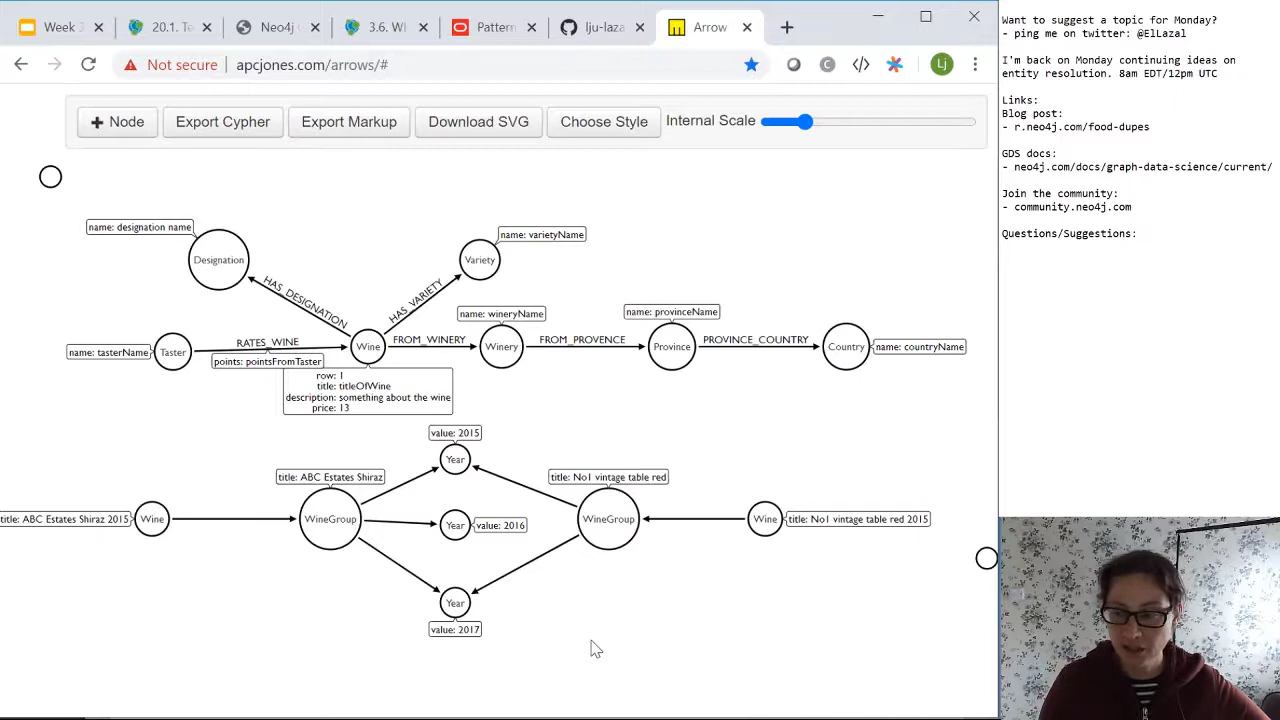 Week 3
20.1. T
Neo4j
3.6. Wi
Pattern
lju-laza
Arrow
Not secure
apcjones.com/arrows/#
Lj
+ Node
Export Cypher
Export Markup
Download SVG
Choose Style
Internal Scale
name: designation name
Designation
name: varietyName
Variety
HAS_DESIGNATION
HAS_VARIETY
name: tasterName
Taster
RATES_WINE
points: pointsFromTaster
Wine
FROM_WINERY
name: wineryName
Winery
FROM_PROVENCE
name: provinceName
Province
PROVINCE_COUNTRY
Country
name: countryName
row: 1
title: titleOfWine
description: something about the wine
price: 13
value: 2015
Year
title: ABC Estates Shiraz
title: No1 vintage table red
title: ABC Estates Shiraz 2015
Wine
WineGroup
Year
value: 2016
WineGroup
Wine
title: No1 vintage table red 2015
Year
value: 2017
Want to suggest a topic for Monday?
- ping me on twitter: @ElLazal
I'm back on Monday continuing ideas on
entity resolution. 8am EDT/12pm UTC
Links:
Blog post:
- r.neo4j.com/food-dupes
GDS docs:
- neo4j.com/docs/graph-data-science/current/
Join the community:
- community.neo4j.com
Questions/Suggestions: